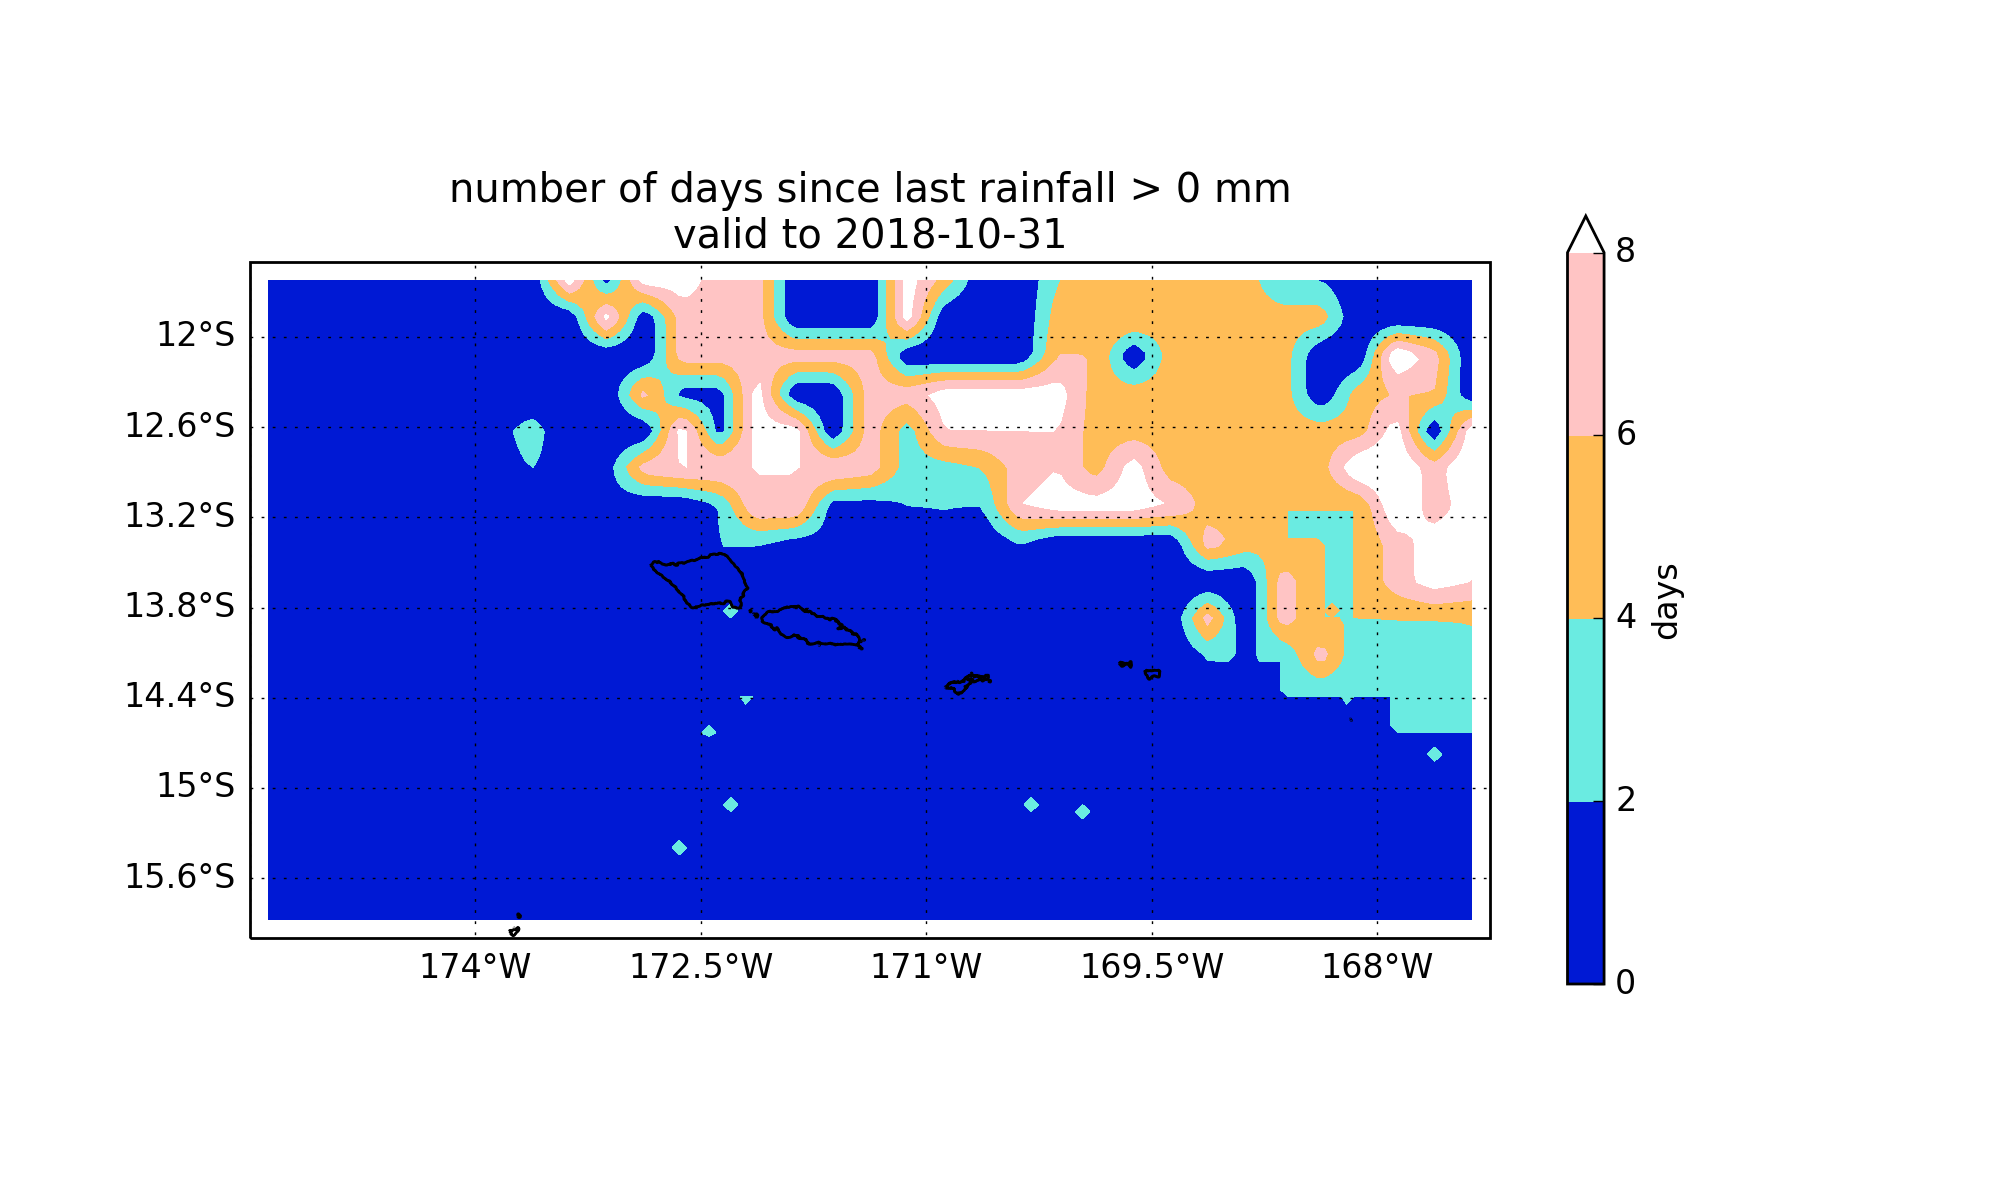 number of days since last rainfall > 0 mm
valid to 2018-10-31
12°S
12.6°S
13.2°S
13.8°S
14.4°S
15°S
15.6°S
174°W
172.5°W
171°W
169.5°W
168°W
8
6
4
2
0
days